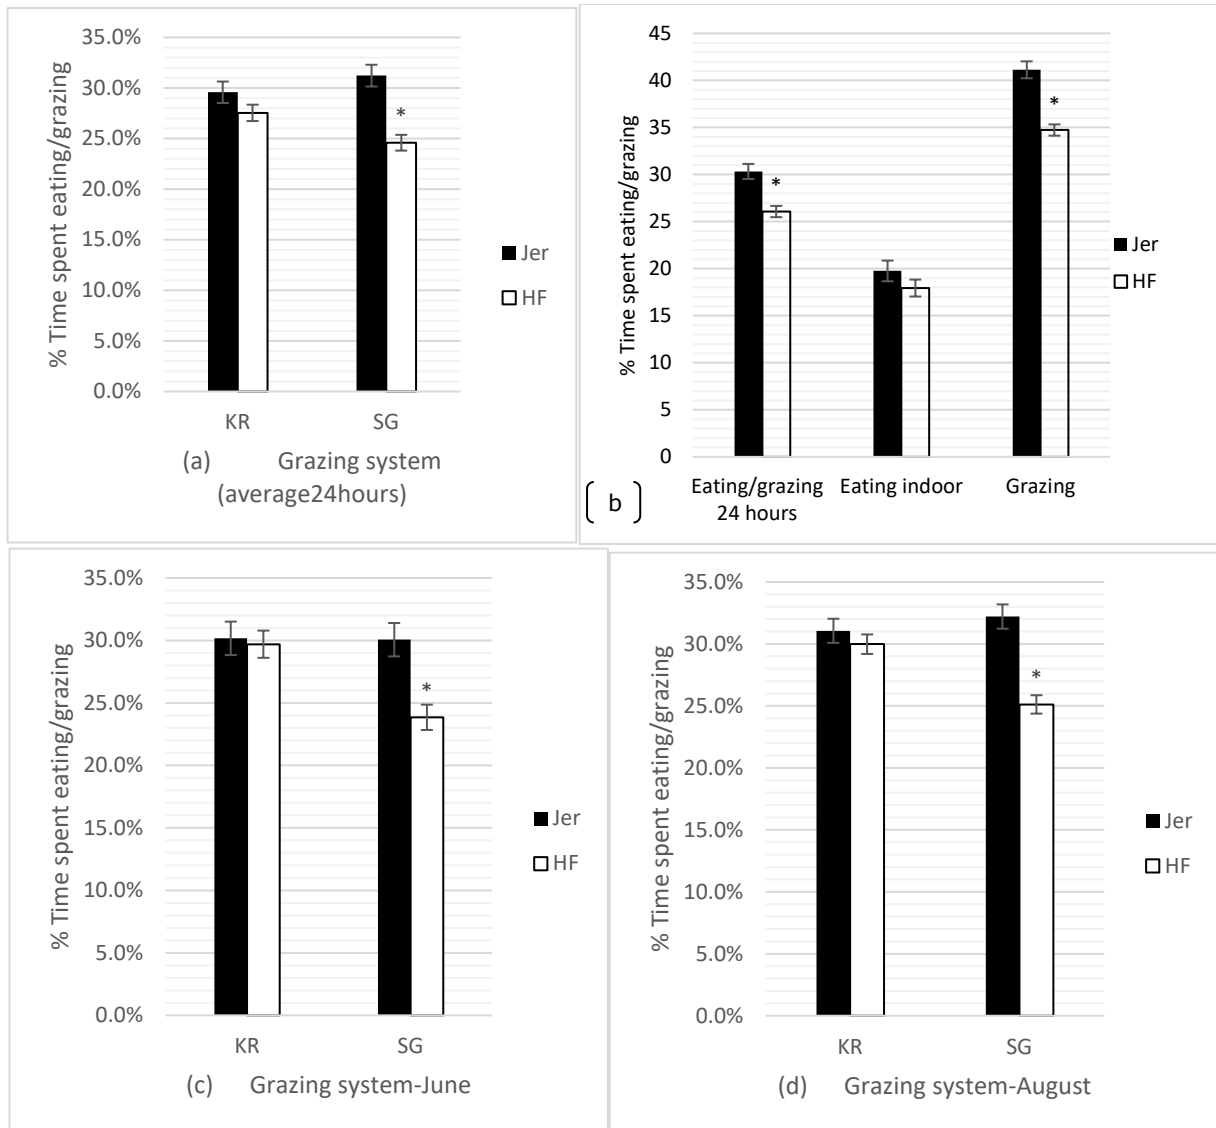 35.0%
30.0%
25.0%
20.0%
15.0%
10.0%
5.0%
0.0%
% Time spent eating/grazing
*
Jer
HF
KR SG
(a) Grazing system
(average24hours)
45
40
35
30
25
20
15
10
5
0
% Time spent eating/grazing
*
*
Jer
HF
Eating/grazing Eating indoor Grazing
24 hours
( b )
35.0%
30.0%
25.0%
20.0%
15.0%
10.0%
5.0%
0.0%
% Time spent eating/grazing
*
Jer
HF
KR SG
(c) Grazing system-June
35.0%
30.0%
25.0%
20.0%
15.0%
10.0%
5.0%
0.0%
% Time spent eating/grazing
*
Jer
HF
KR SG
(d) Grazing system-August